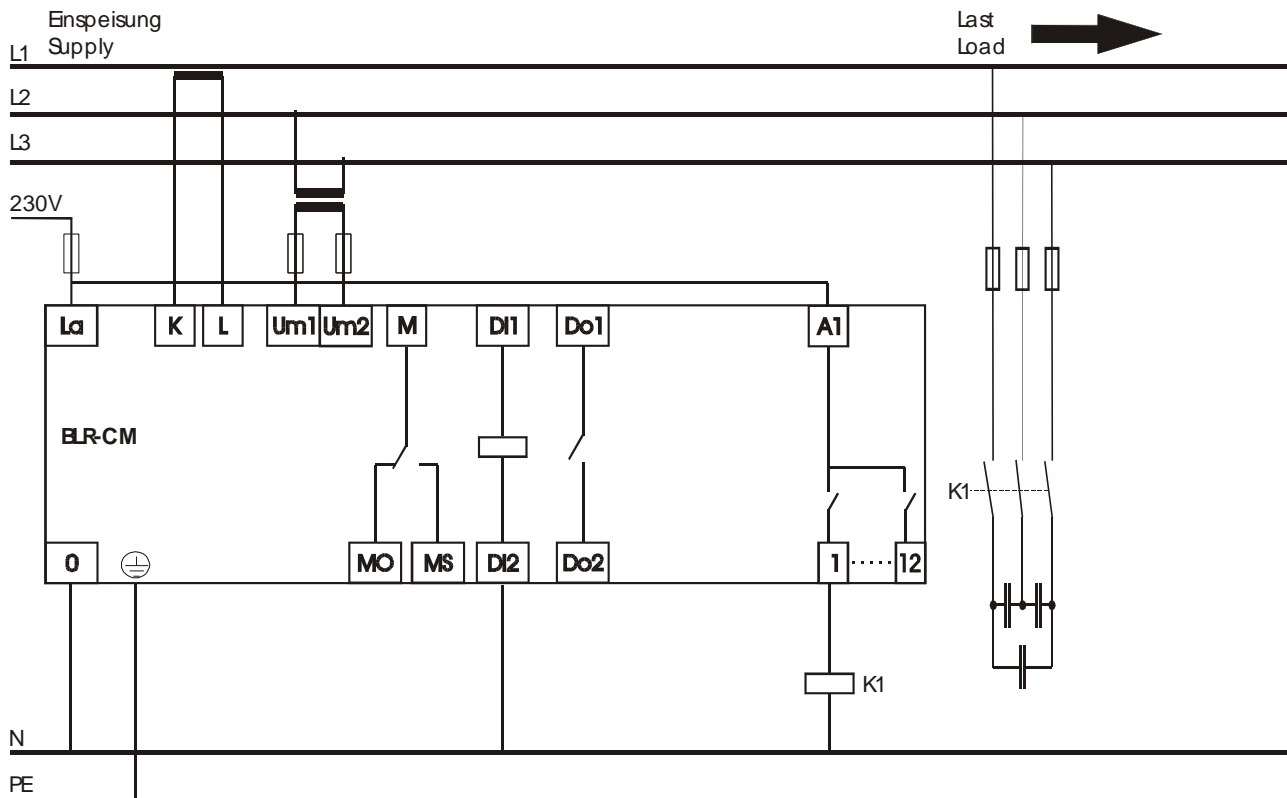 Einspeisung
Supply
Last
Load
L1
L2
L3
230V
La
K
L
Um1
Um2
M
DI1
Do1
A1
BLR-CM
K1
0
MO
MS
DI2
Do2
1
12
K1
N
PE